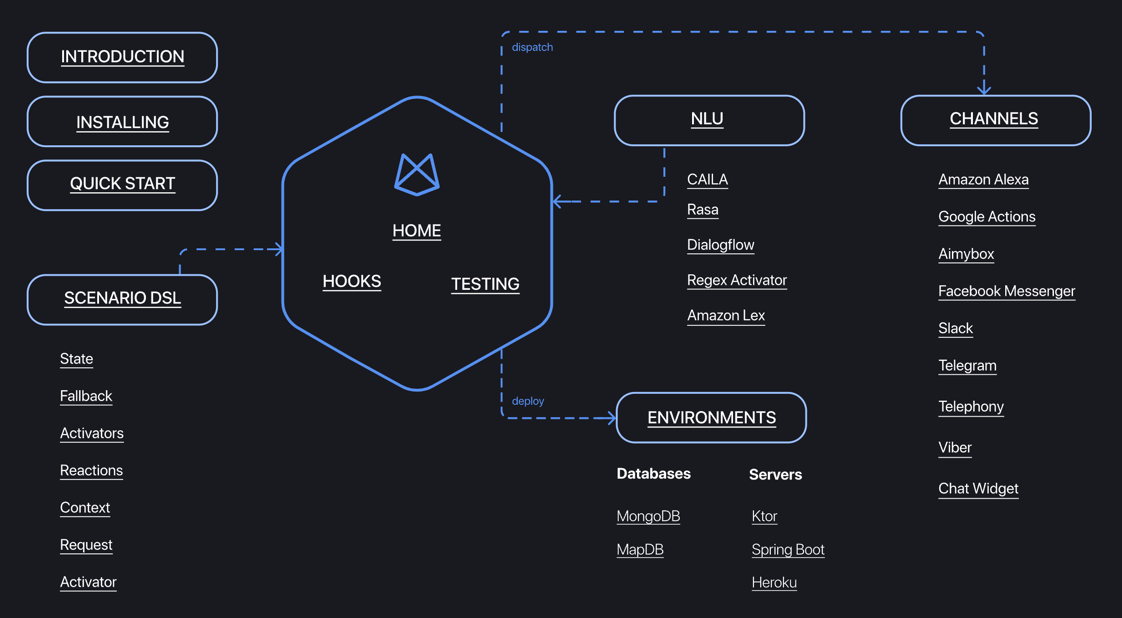 INTRODUCTION
INSTALLING
QUICK START
SCENARIO DSL
State
Fallback
Activators
Reactions
Context
Request
Activator
HOME
HOOKS
TESTING
dispatch
NLU
CAILA
Rasa
Dialogflow
Regex Activator
Amazon Lex
deploy
ENVIRONMENTS
Databases
MongoDB
MapDB
Servers
Ktor
Spring Boot
Heroku
CHANNELS
Amazon Alexa
Google Actions
Aimybox
Facebook Messenger
Slack
Telegram
Telephony
Viber
Chat Widget